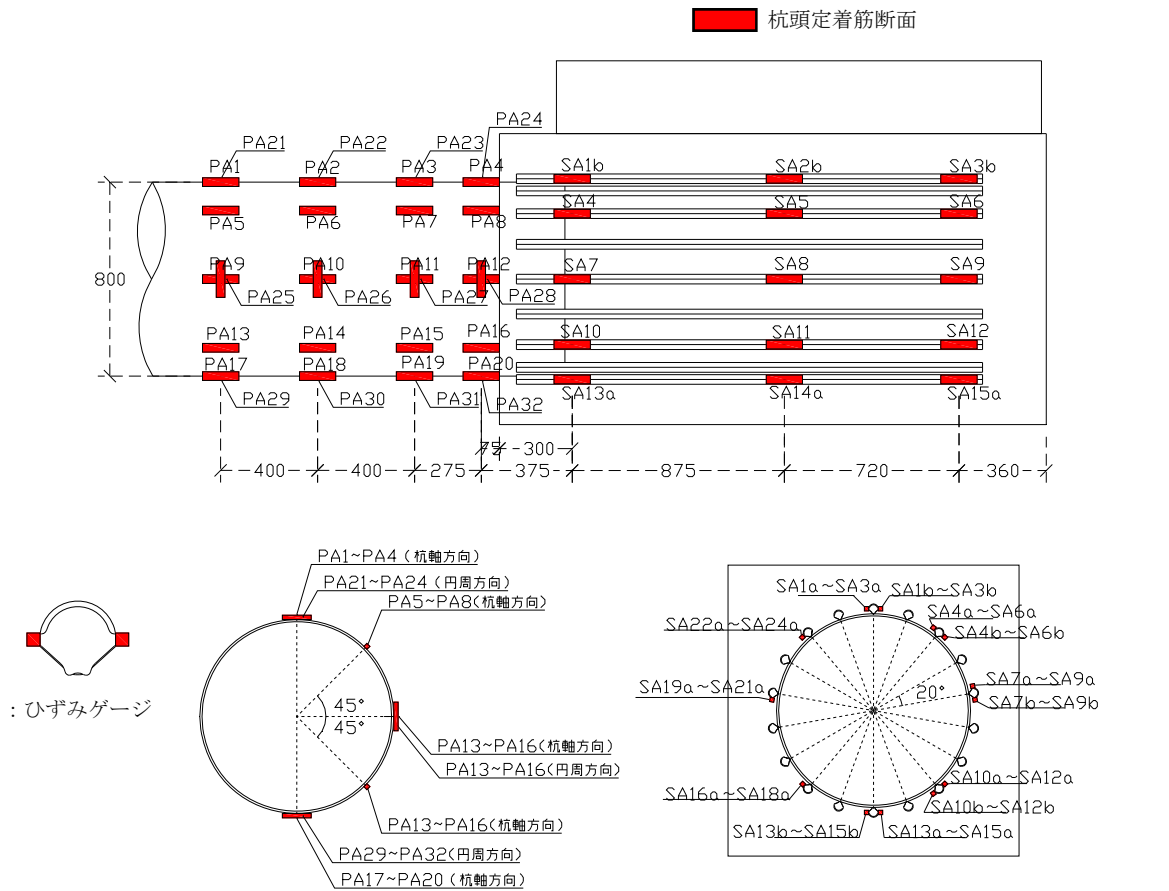 杭頭定着筋断面
PA24
PA21 PA22 PA23
PA1 PA2 PA3 PA4 SA1b SA2b SA3b
PA5 PA6 PA7 PA8 SA4 SA5 SA6
PA9 PA10 PA11 PA12 SA7 SA8 SA9
800
PA25 PA26 PA27 PA28
PA13 PA14 PA15 PA16 SA10 SA11 SA12
PA17 PA18 PA19 PA20
PA29 PA30 PA31 PA32 SA13a SA14a SA15a
75 300
400 400 275 375 875 720 360
PA1~PA4(杭軸方向)
PA21~PA24(円周方向)
PA5~PA8(杭軸方向)
45°
45°
PA13~PA16(杭軸方向)
PA13~PA16(円周方向)
PA13~PA16(杭軸方向)
PA29~PA32(円周方向)
PA17~PA20(杭軸方向)
:ひずみゲージ
SA1a~SA3a SA1b~SA3b
SA4a~SA6a
SA22a~SA24a SA4b~SA6b
SA19a~SA21a SA7a~SA9a
20°
SA7b~SA9b
SA10a~SA12a
SA16a~SA18a SA10b~SA12b
SA13b~SA15b SA13a~SA15a